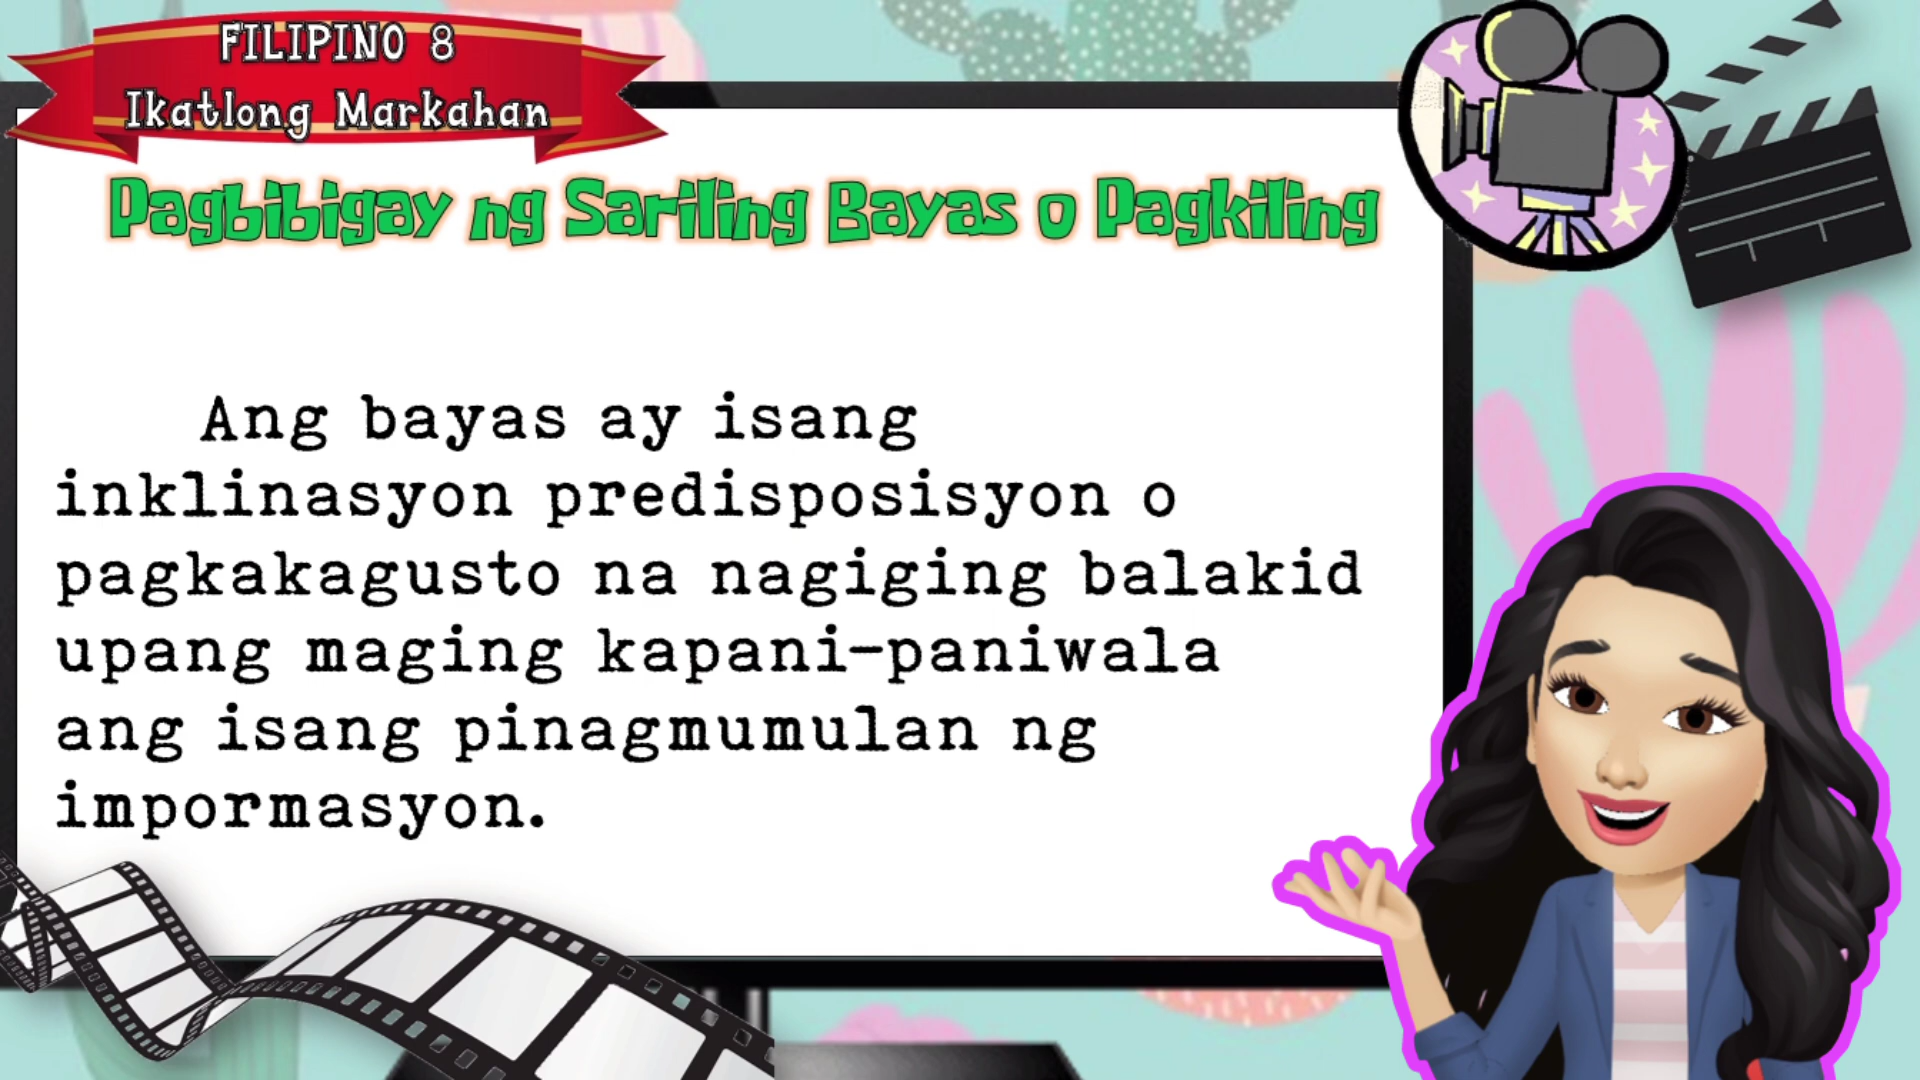 FILIPINO 8
Ikatlong Markahan
Pagbibigay ng Sariling Bayas o Pagkiling
Ang bayas ay isang
inklinasyon predisposisyon o
pagkakagusto na nagiging balakid
upang maging kapani-paniwala
ang isang pinagmumulan ng
impormasyon.